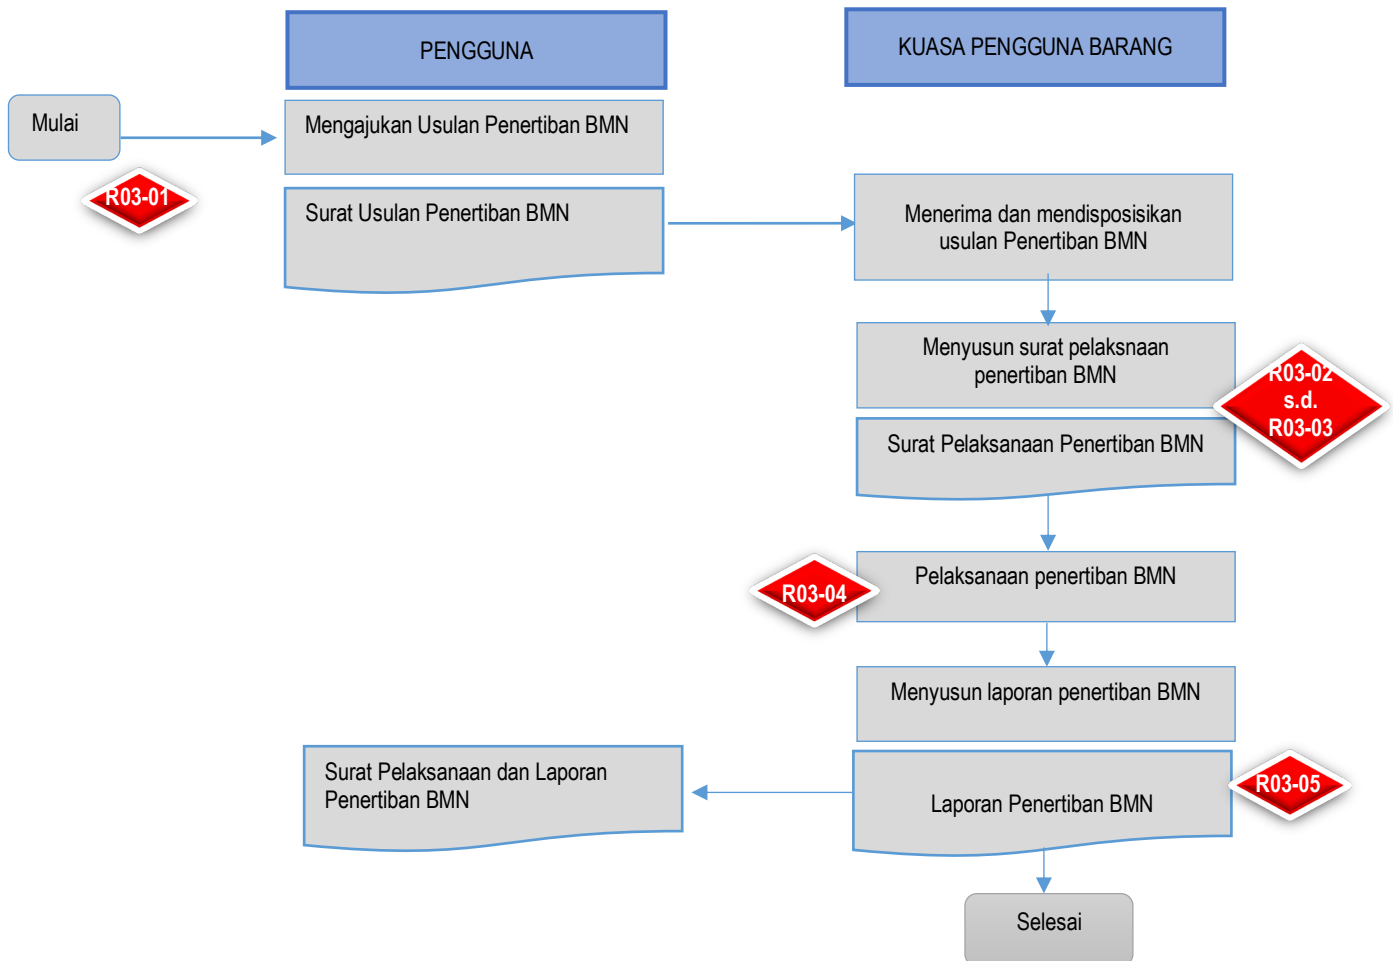 PENGGUNA
KUASA PENGGUNA BARANG
Mulai
Mengajukan Usulan Penertiban BMN
R03-01
Surat Usulan Penertiban BMN
Menerima dan mendisposisikan
usulan Penertiban BMN
Menyusun surat pelaksnaan
penertiban BMN
R03-02
s.d.
R03-03
Surat Pelaksanaan Penertiban BMN
Pelaksanaan penertiban BMN
R03-04
Menyusun laporan penertiban BMN
Surat Pelaksanaan dan Laporan
Penertiban BMN
Laporan Penertiban BMN
R03-05
Selesai